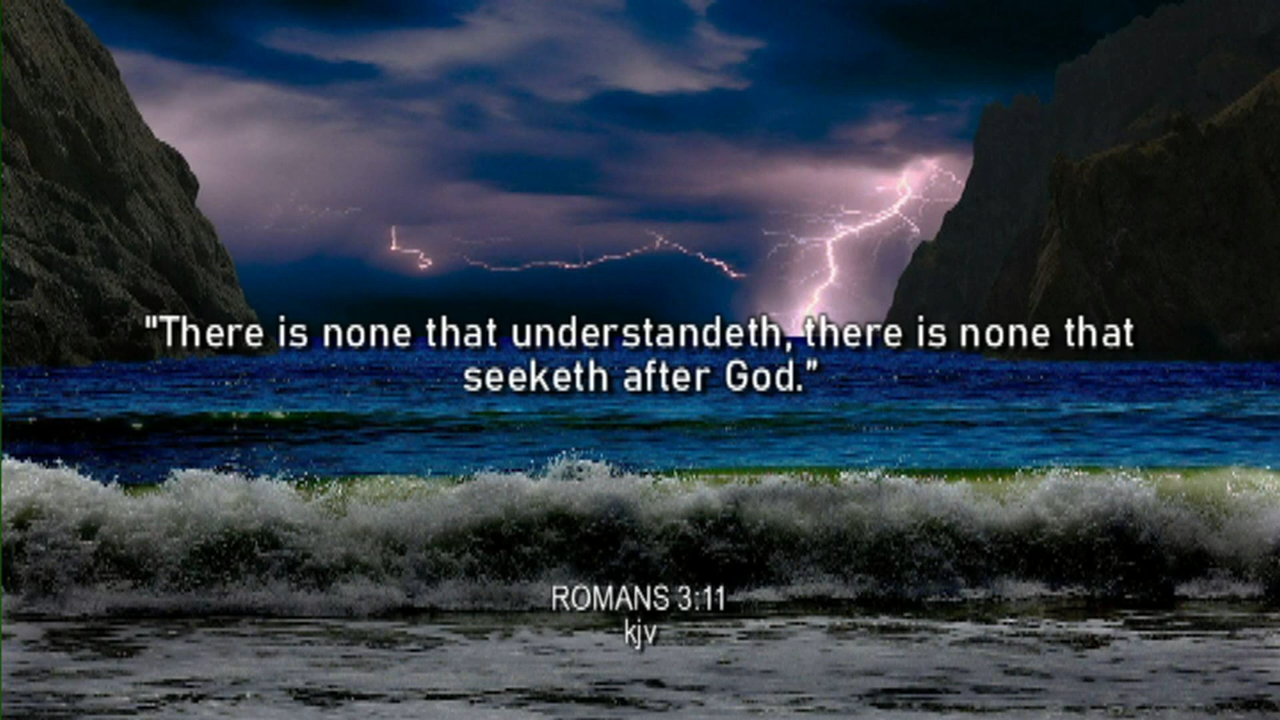 "There is none that understandeth, there is none that
seeketh after God."
ROMANS 3:11
kjv